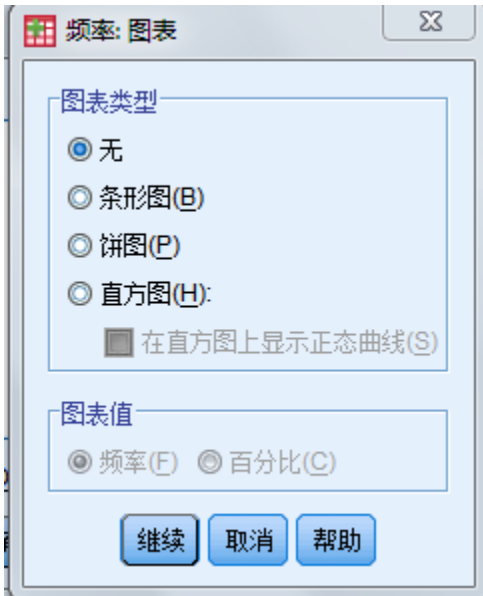 频率: 图表
图表类型
无
条形图(B)
饼图(P)
直方图(H):
在直方图上显示正态曲线(S)
图表值
频率(F) 百分比(C)
继续 取消 帮助